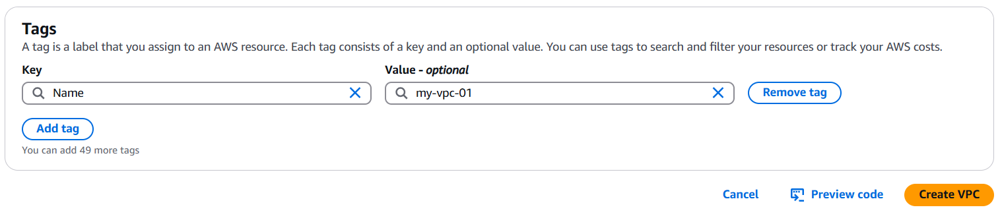 Tags
A tag is a label that you assign to an AWS resource. Each tag consists of a key and an optional value. You can use tags to search and filter your resources or track your AWS costs.
Key
Value - optional
Name
my-vpc-01
Remove tag
Add tag
You can add 49 more tags
Cancel
Preview code
Create VPC